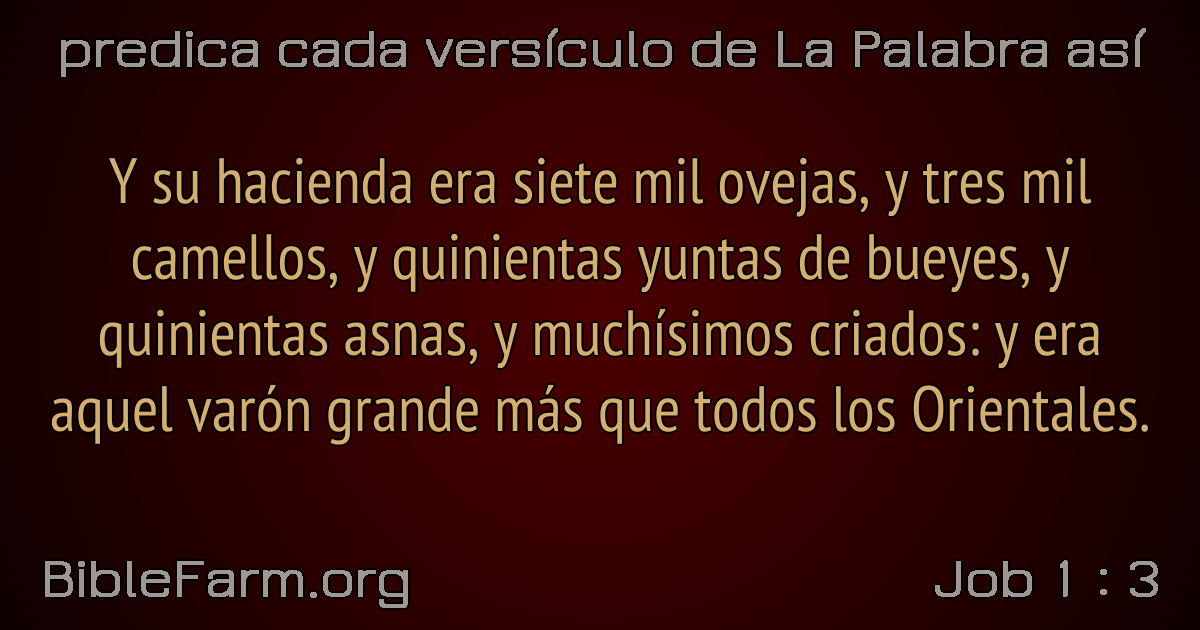 predica cada versículo de La Palabra así
Y su hacienda era siete mil ovejas, y tres mil
camellos, y quinientas yuntas de bueyes, y
quinientas asnas, y muchísimos criados: y era
aquel varón grande más que todos los Orientales.
BibleFarm.org
Job 1 : 3